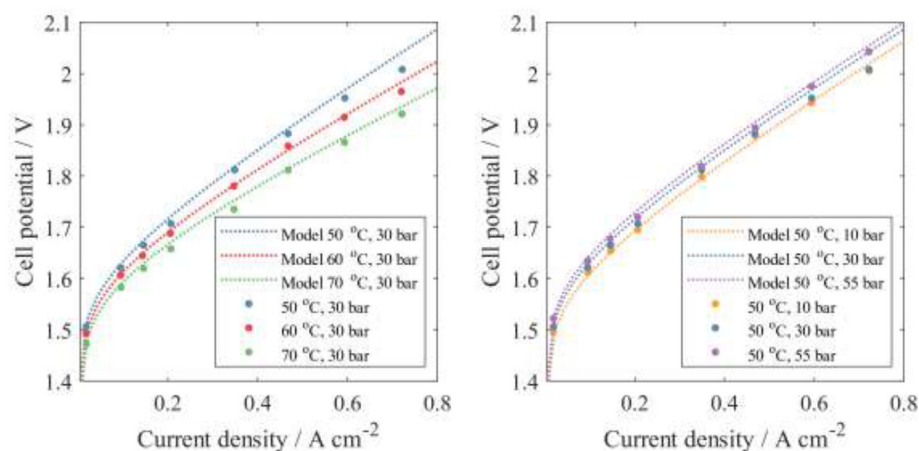 2.1
2
1.9
1.8
1.7
1.6
1.5
1.4
Cell potential / V
0.2
0.4
0.6
0.8
Current density / A cm⁻²
Model 50 °C, 30 bar
Model 60 °C, 30 bar
Model 70 °C, 30 bar
50 °C, 30 bar
60 °C, 30 bar
70 °C, 30 bar
2.1
2
1.9
1.8
1.7
1.6
1.5
1.4
Cell potential / V
0.2
0.4
0.6
0.8
Current density / A cm⁻²
Model 50 °C, 10 bar
Model 50 °C, 30 bar
Model 50 °C, 55 bar
50 °C, 10 bar
50 °C, 30 bar
50 °C, 55 bar